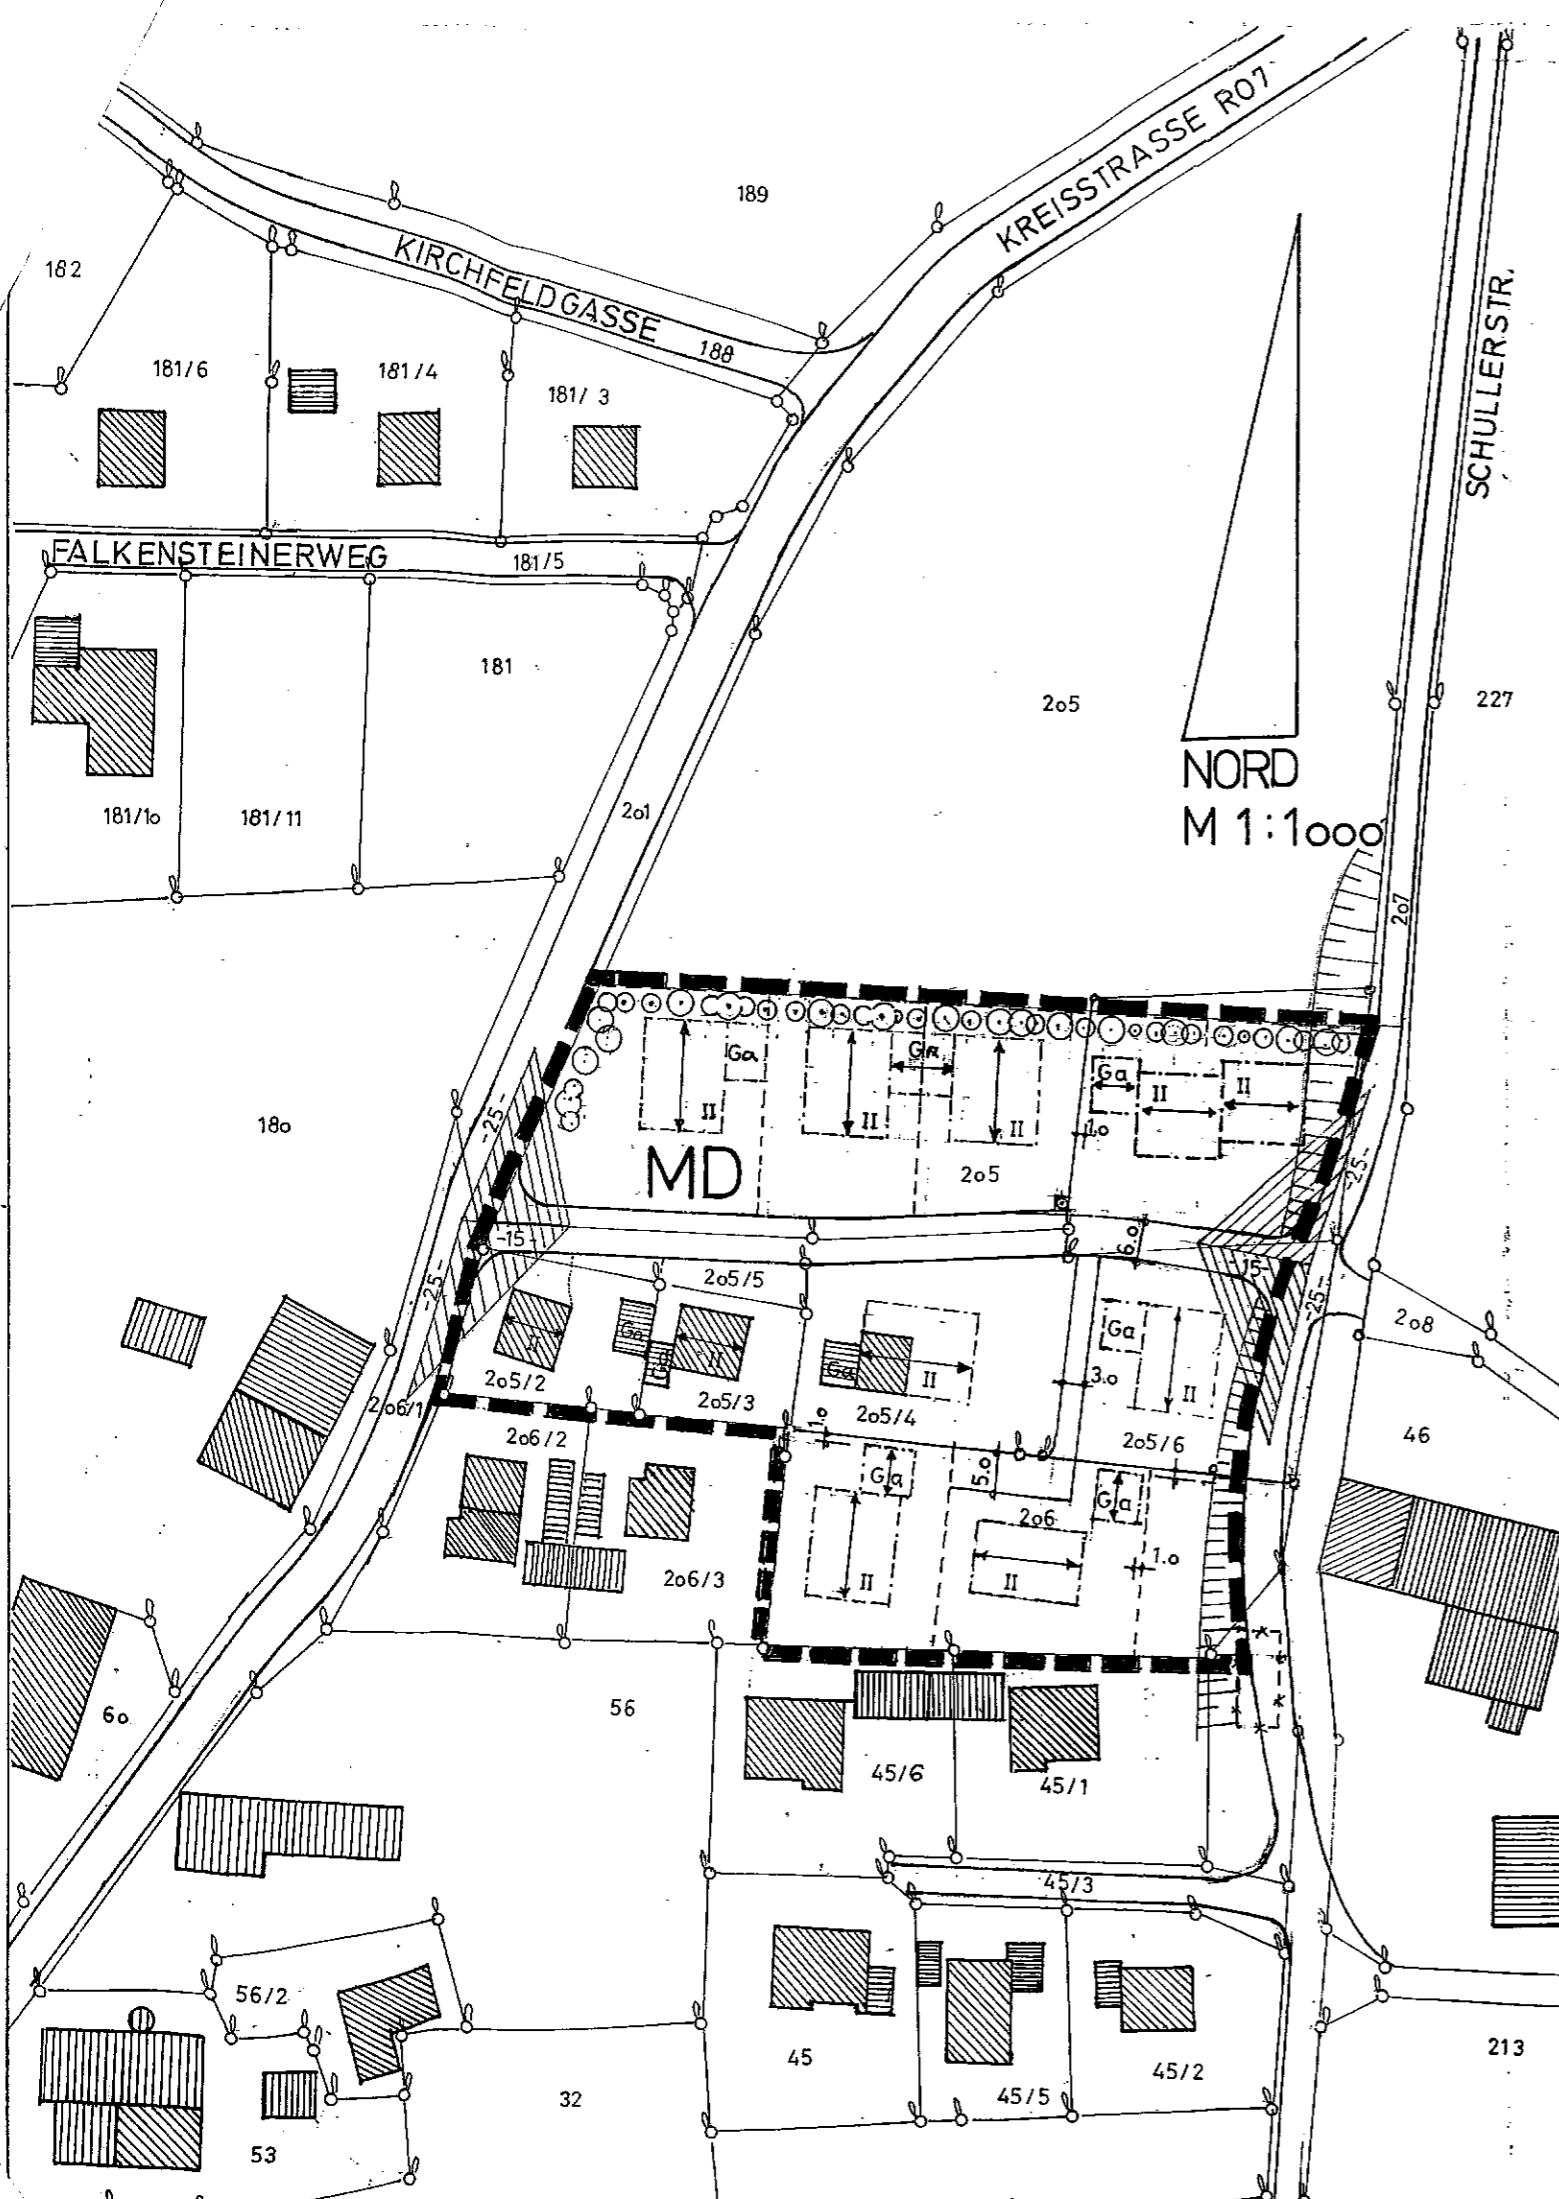 KREISSTRASSE RO7
189
KIRCHFELDGASSE
188
182
181/6
181/4
181/3
SCHULLERSTR.
FALKENSTEINERWEG
181/5
181
2o5
227
NORD
M 1:1ooo
181/1o
181/11
2o1
2o7
Ga
Ga
Ga
II
II
II
II
II
18o
-25-
MD
2o5
1.o
-25-
-15-
6.o
-15-
-25-
2o5/5
-25-
2o8
Ga
Ga
II
Ga
II
Ga
II
3.o
II
2o5/2
2o5/3
2o5/4
2o6/1
1.o
2o5/6
46
2o6/2
Ga
5.o
Ga
2o6
II
II
1.o
2o6/3
56
6o
45/6
45/1
45/3
56/2
45
45/5
45/2
213
32
53